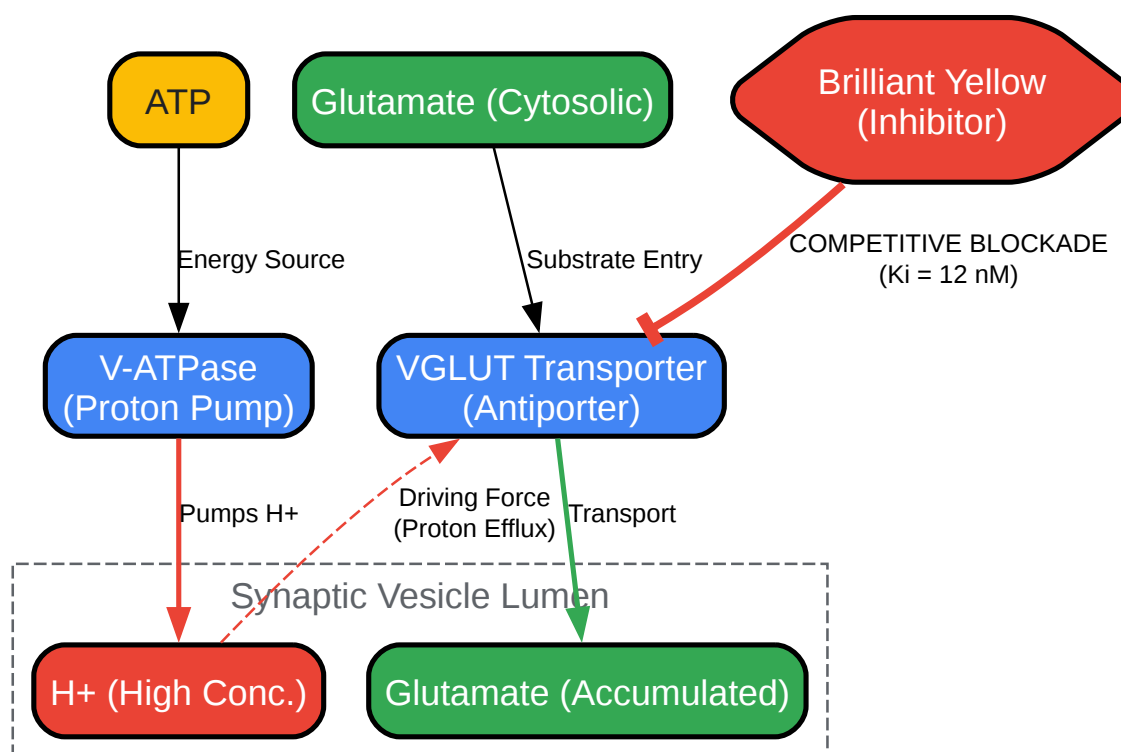 ATP
Glutamate (Cytosolic)
Brilliant Yellow
(Inhibitor)
Energy Source
Substrate Entry
COMPETITIVE BLOCKADE
(Ki = 12 nM)
V-ATPase
(Proton Pump)
VGLUT Transporter
(Antiporter)
Pumps H+
Driving Force
(Proton Efflux)
Transport
Synaptic Vesicle Lumen
H+ (High Conc.)
Glutamate (Accumulated)